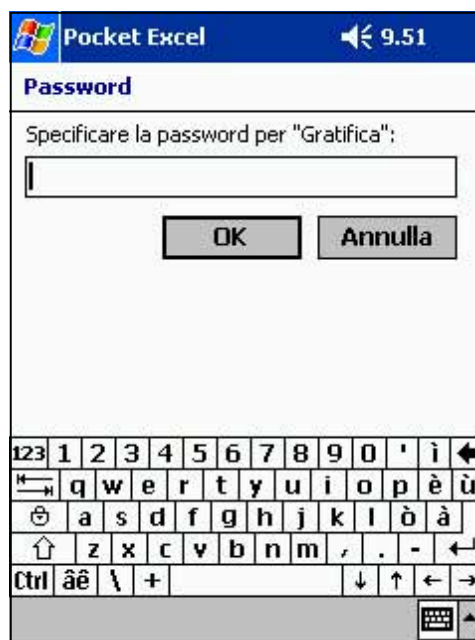 Pocket Excel 9.51
Password
Specificare la password per "Gratifica":
OK Annulla
123 1 2 3 4 5 6 7 8 9 0 ' ì
q w e r t y u i o p è ù
a s d f g h j k l ò à
z x c v b n m , . -
Ctrl âê \ +